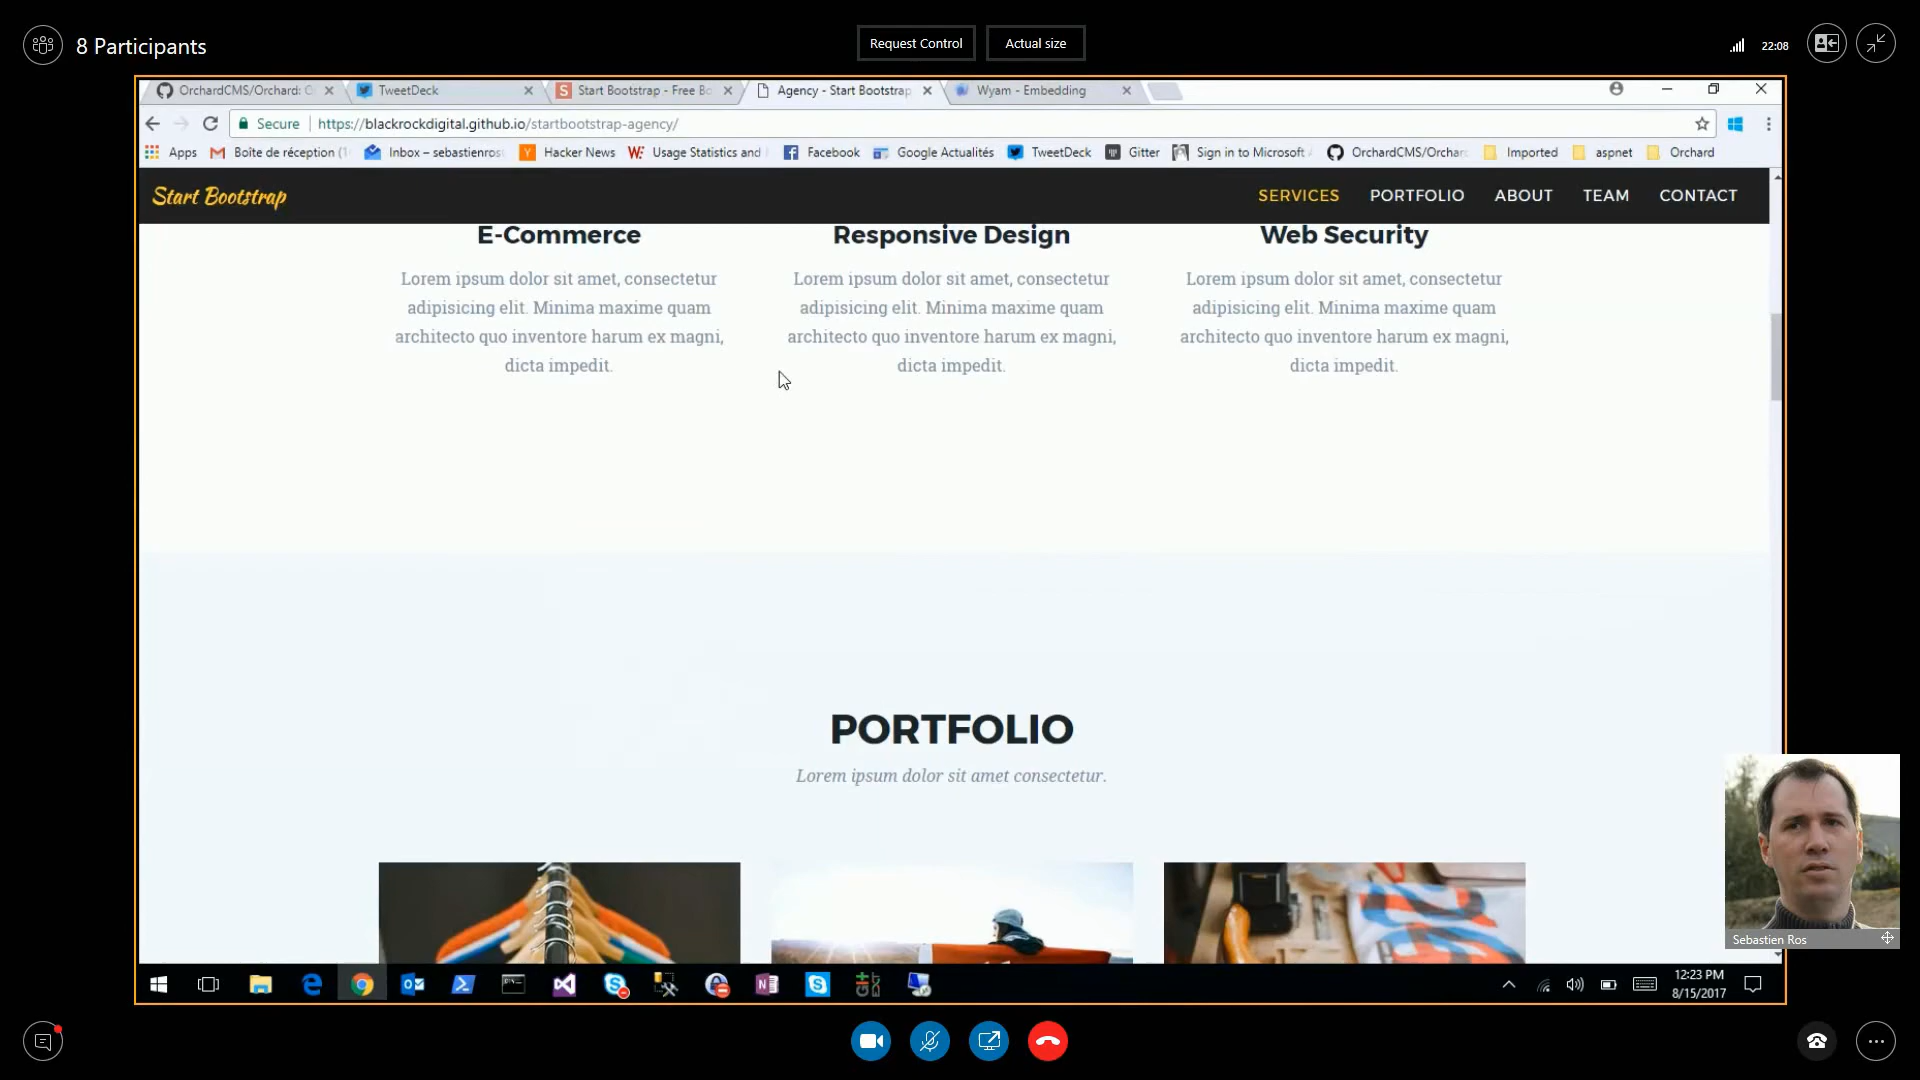 8 Participants
Request Control
Actual size
22:08
OrchardCMS/Orchard: O
TweetDeck
Start Bootstrap - Free Bo
Agency - Start Bootstrap
Wyam - Embedding
Secure
https://blackrockdigital.github.io/startbootstrap-agency/
Apps
Boîte de réception (1
Inbox – sebastienros
Hacker News
Usage Statistics and
Facebook
Google Actualités
TweetDeck
Gitter
Sign in to Microsoft
OrchardCMS/Orchar
Imported
aspnet
Orchard
Start Bootstrap
SERVICES
PORTFOLIO
ABOUT
TEAM
CONTACT
E-Commerce
Lorem ipsum dolor sit amet, consectetur
adipisicing elit. Minima maxime quam
architecto quo inventore harum ex magni,
dicta impedit.
Responsive Design
Lorem ipsum dolor sit amet, consectetur
adipisicing elit. Minima maxime quam
architecto quo inventore harum ex magni,
dicta impedit.
Web Security
Lorem ipsum dolor sit amet, consectetur
adipisicing elit. Minima maxime quam
architecto quo inventore harum ex magni,
dicta impedit.
PORTFOLIO
Lorem ipsum dolor sit amet consectetur.
Sebastien Ros
12:23 PM
8/15/2017